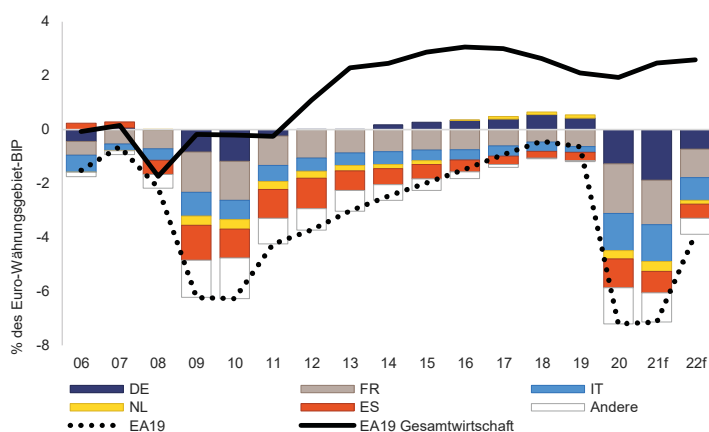 % des Euro-Währungsgebiet-BIP
4
2
0
-2
-4
-6
-8
06 07 08 09 10 11 12 13 14 15 16 17 18 19 20 21f 22f
DE FR IT
NL ES Andere
EA19 EA19 Gesamtwirtschaft